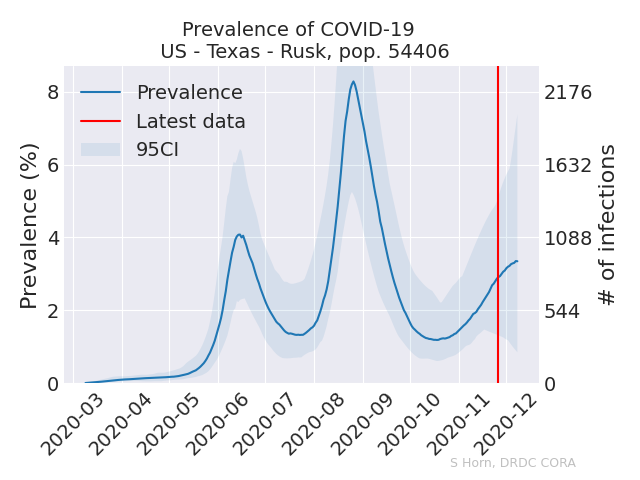 Prevalence of COVID-19
US - Texas - Rusk, pop. 54406
Prevalence
Latest data
95CI
Prevalence (%)
8
6
4
2
0
# of infections
2176
1632
1088
544
0
2020-03
2020-04
2020-05
2020-06
2020-07
2020-08
2020-09
2020-10
2020-11
2020-12
S Horn, DRDC CORA